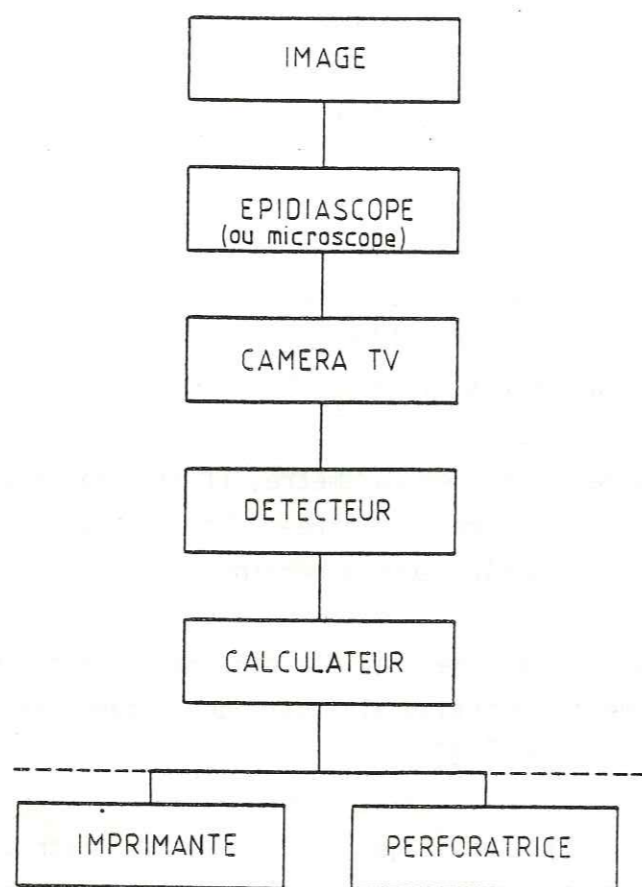 IMAGE
EPIDIASCOPE
(ou microscope)
CAMERA TV
DETECTEUR
CALCULATEUR
IMPRIMANTE
PERFORATRICE